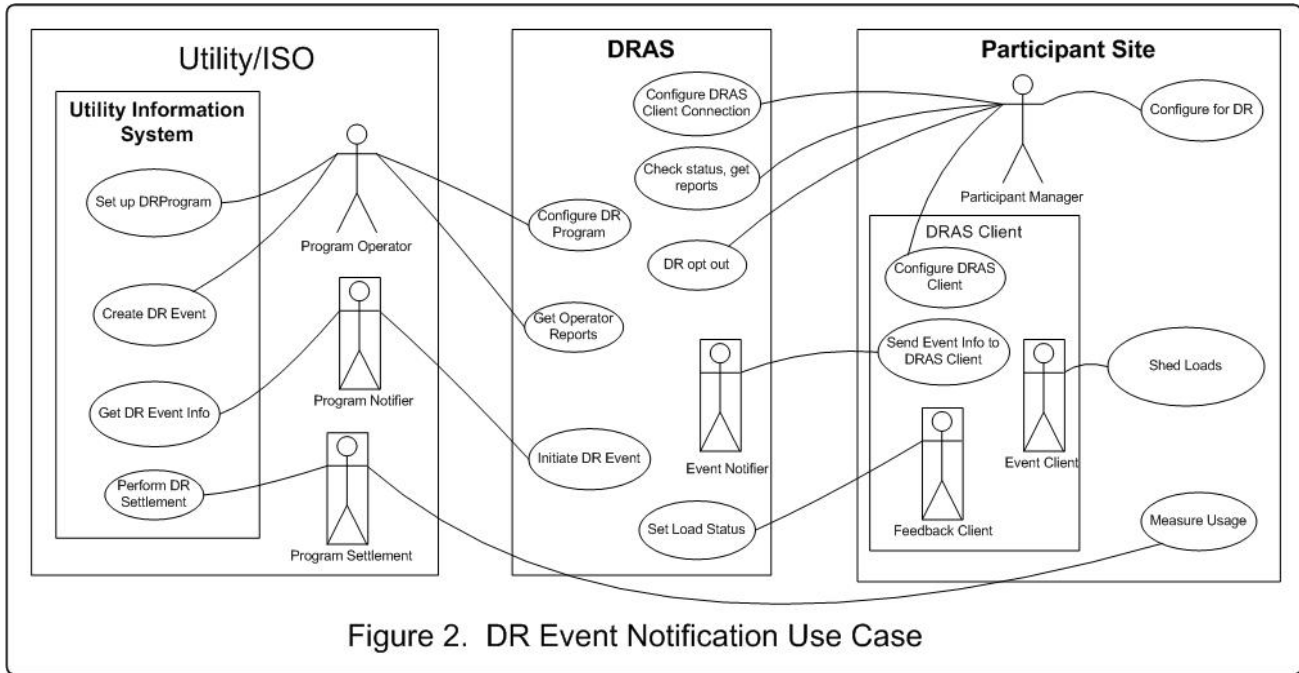 Utility/ISO
Utility Information
System
Set up DRProgram
Create DR Event
Get DR Event Info
Perform DR
Settlement
Program Operator
Program Notifier
Program Settlement
DRAS
Configure DRAS
Client Connection
Check status, get
reports
Configure DR
Program
DR opt out
Get Operator
Reports
Initiate DR Event
Event Notifier
Set Load Status
Participant Site
Configure for DR
Participant Manager
DRAS Client
Configure DRAS
Client
Send Event Info to
DRAS Client
Shed Loads
Event Client
Feedback Client
Measure Usage
Figure 2. DR Event Notification Use Case